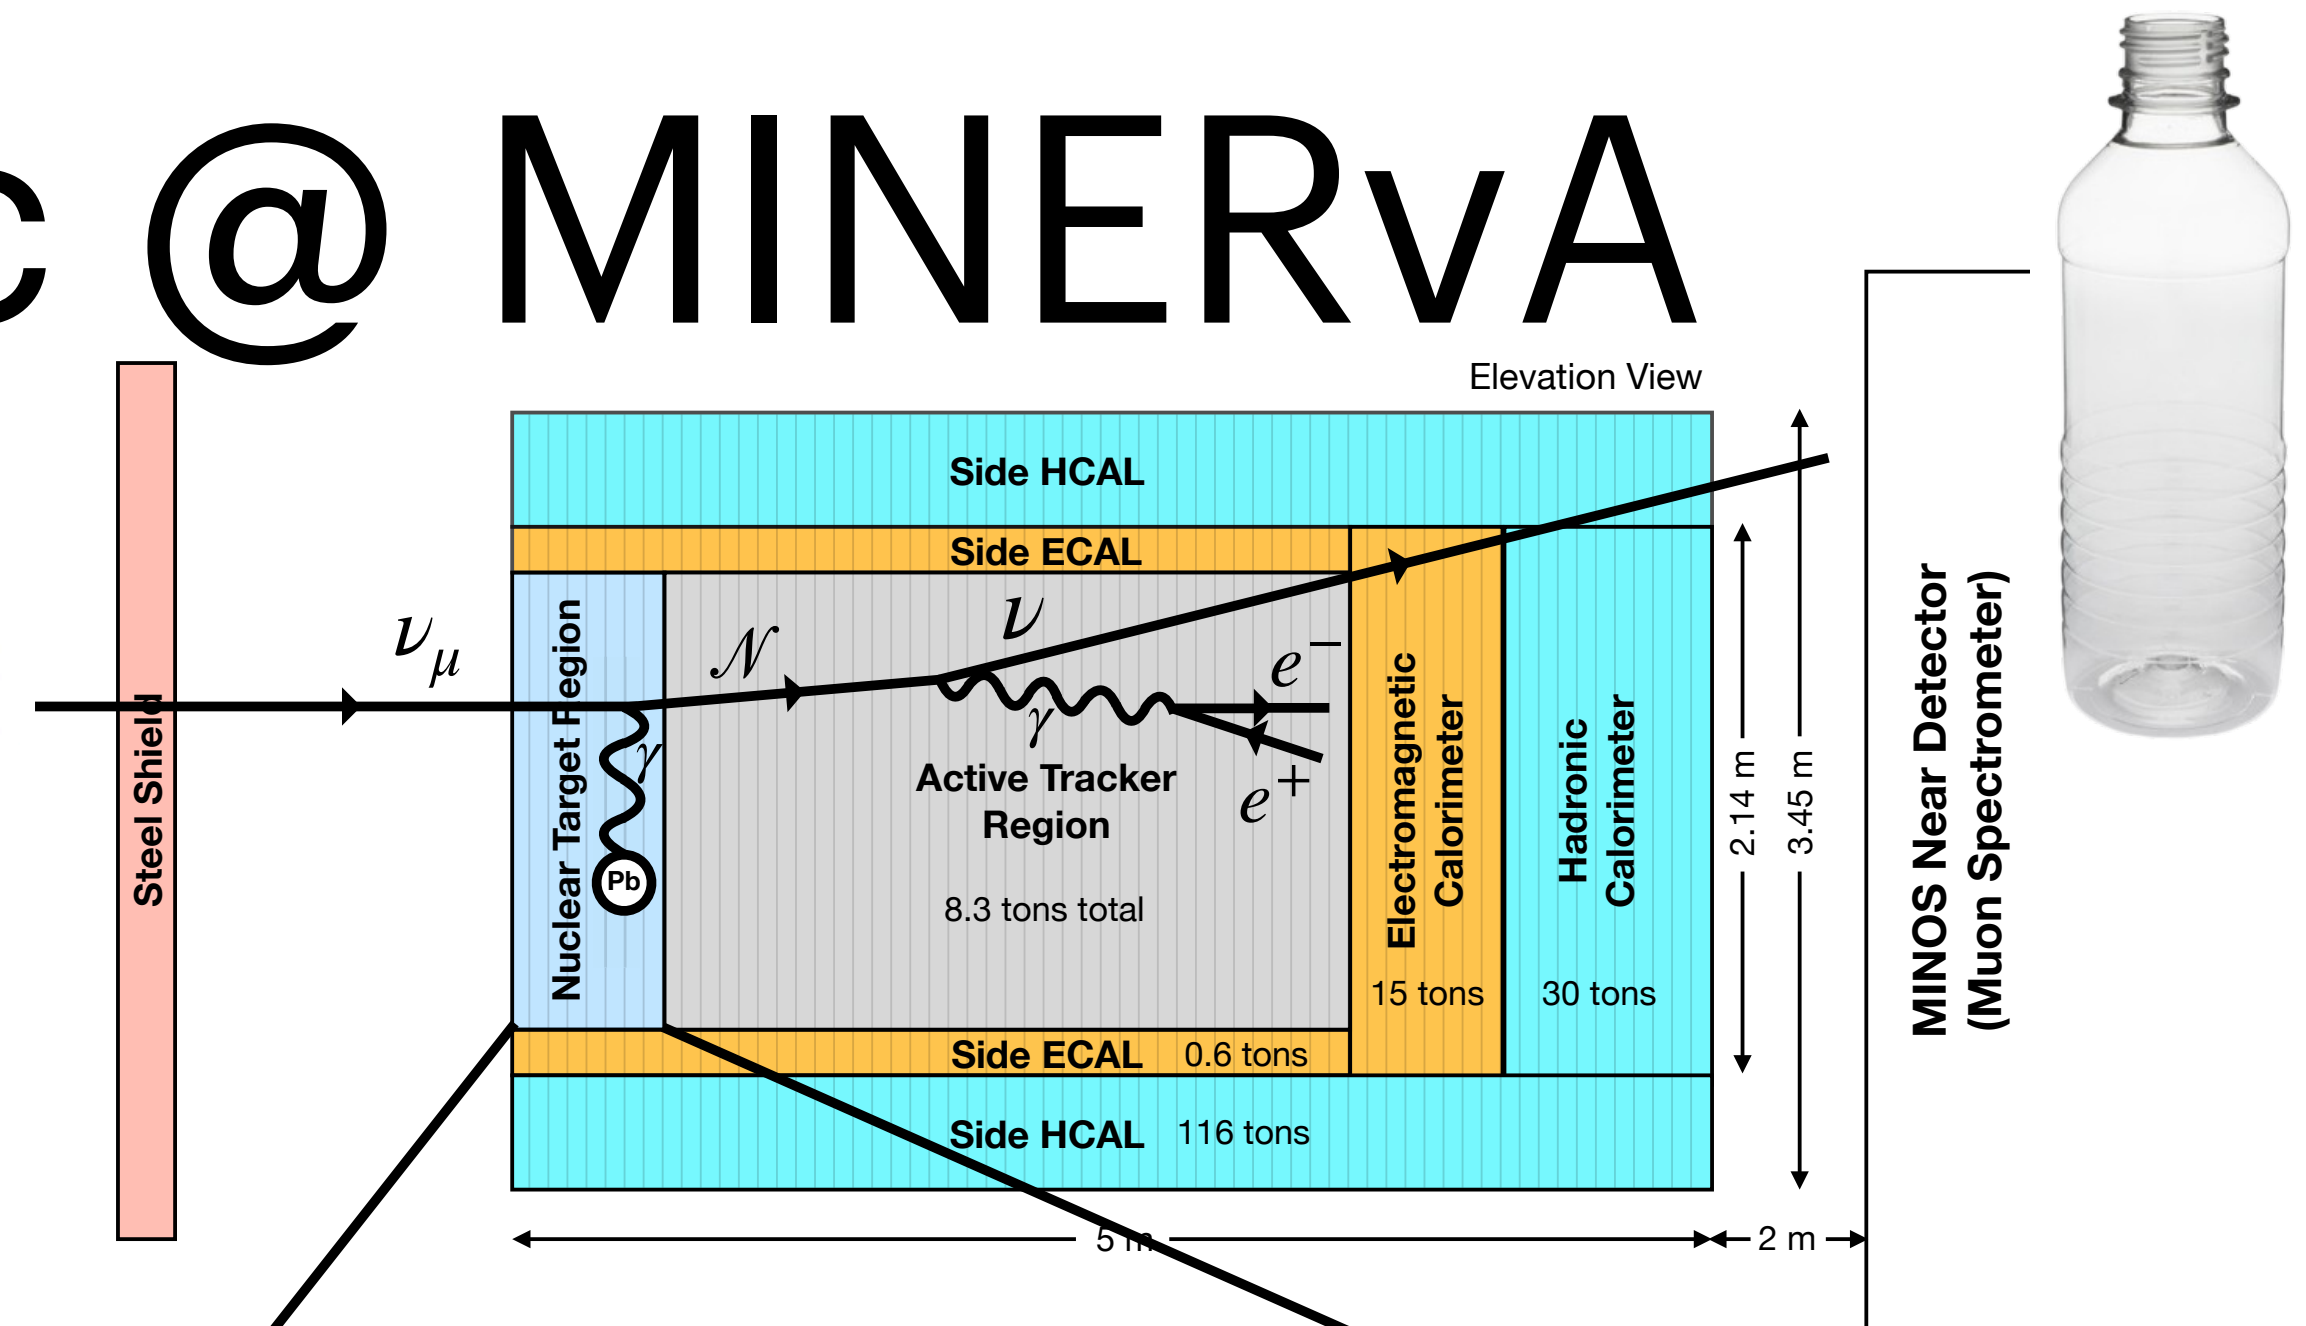 c @ MINERvA
Elevation View
Side HCAL
Side ECAL
Steel Shield
ν_μ
Nuclear Target Region
𝒩
ν
γ
γ
e⁻
e⁺
Pb
Active Tracker
Region
8.3 tons total
Electromagnetic
Calorimeter
15 tons
Hadronic
Calorimeter
30 tons
2.14 m
3.45 m
MINOS Near Detector
(Muon Spectrometer)
Side ECAL 0.6 tons
Side HCAL 116 tons
5 m
2 m